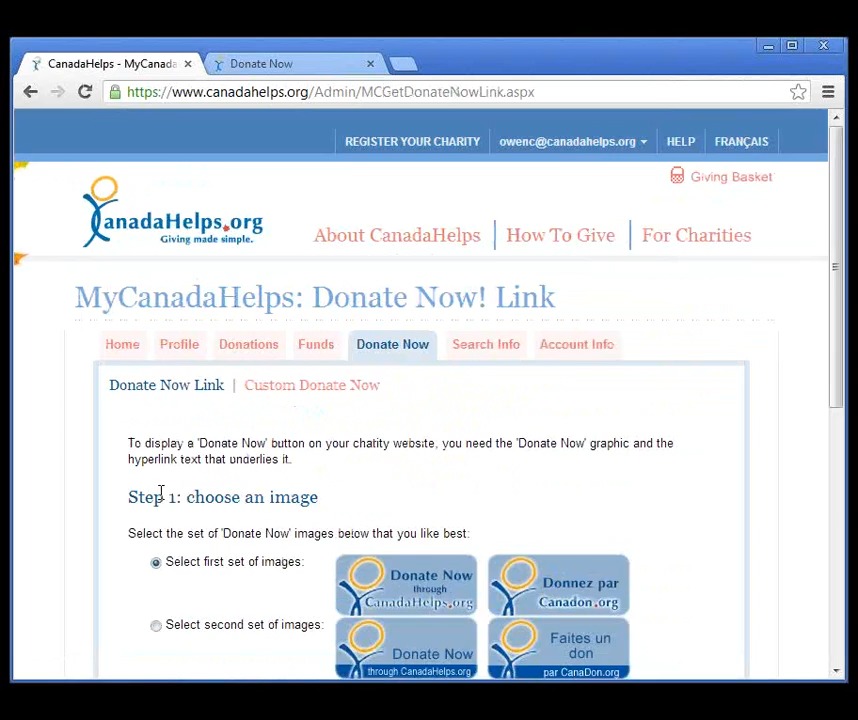 CanadaHelps - MyCanada
Donate Now
https://www.canadahelps.org/Admin/MCGetDonateNowLink.aspx
REGISTER YOUR CHARITY
owenc@canadahelps.org
HELP
FRANÇAIS
Giving Basket
CanadaHelps.org
Giving made simple.
About CanadaHelps
How To Give
For Charities
MyCanadaHelps: Donate Now! Link
Home
Profile
Donations
Funds
Donate Now
Search Info
Account Info
Donate Now Link | Custom Donate Now
To display a 'Donate Now' button on your charity website, you need the 'Donate Now' graphic and the
hyperlink text that underlies it.
Step 1: choose an image
Select the set of 'Donate Now' images below that you like best:
Select first set of images:
Donate Now
through
CanadaHelps.org
Donnez par
Canadon.org
Select second set of images:
Donate Now
through CanadaHelps.org
Faites un
don
par CanaDon.org